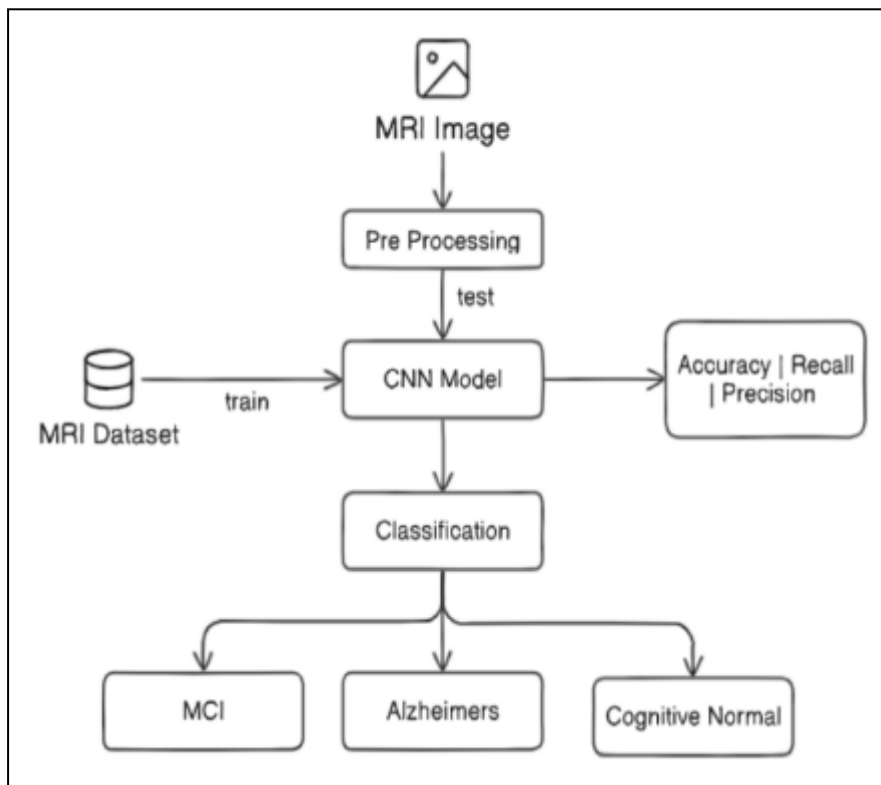 MRI Image
Pre Processing
test
CNN Model
train
MRI Dataset
Accuracy | Recall
| Precision
Classification
MCI
Alzheimers
Cognitive Normal